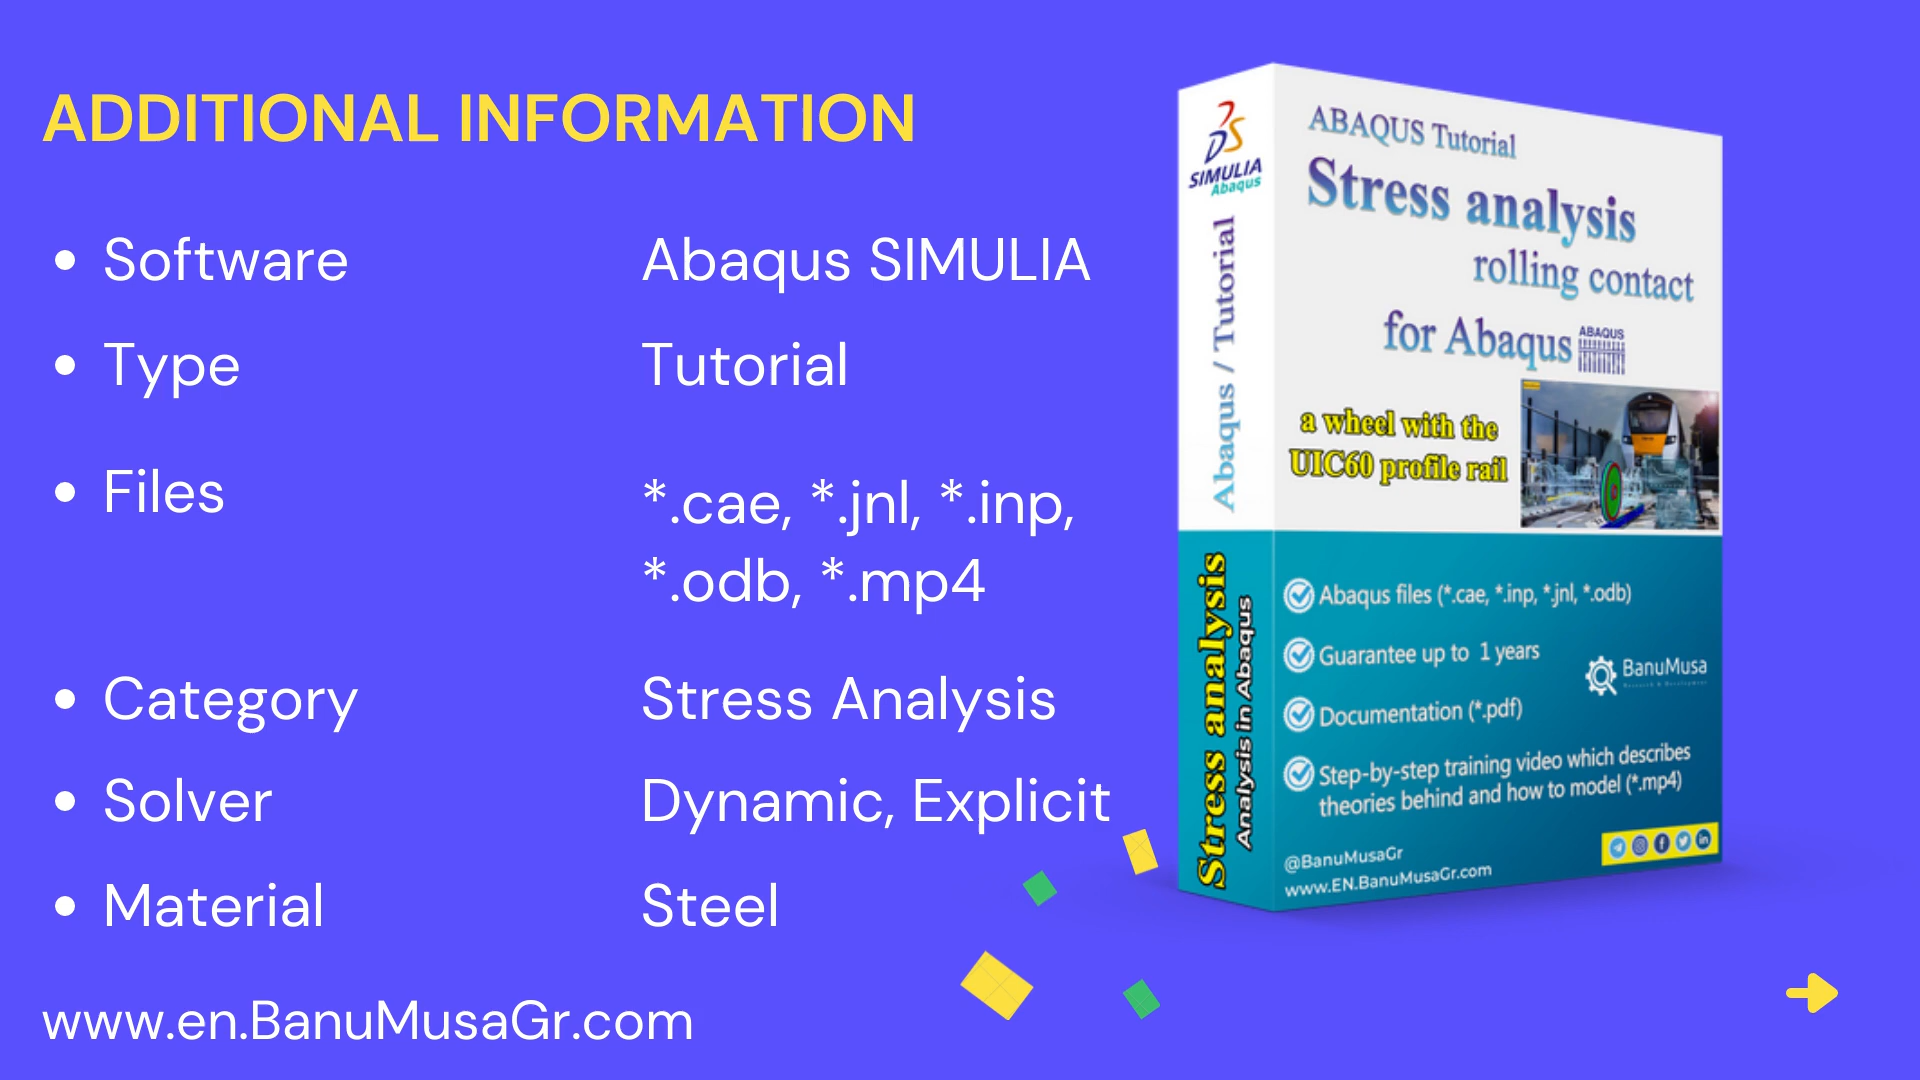 ADDITIONAL INFORMATION
Software
Abaqus SIMULIA
Type
Tutorial
Files
*.cae, *.jnl, *.inp,
*.odb, *.mp4
Category
Stress Analysis
Solver
Dynamic, Explicit
Material
Steel
www.en.BanuMusaGr.com
SIMULIA
Abaqus
Abaqus / Tutorial
Stress analysis
Analysis in Abaqus
ABAQUS Tutorial
Stress analysis
rolling contact
for Abaqus
ABAQUS
a wheel with the
UIC60 profile rail
Abaqus files (*.cae, *.inp, *.jnl, *.odb)
Guarantee up to 1 years
BanuMusa
Research & Development
Documentation (*.pdf)
Step-by-step training video which describes
theories behind and how to model (*.mp4)
@BanuMusaGr
www.EN.BanuMusaGr.com